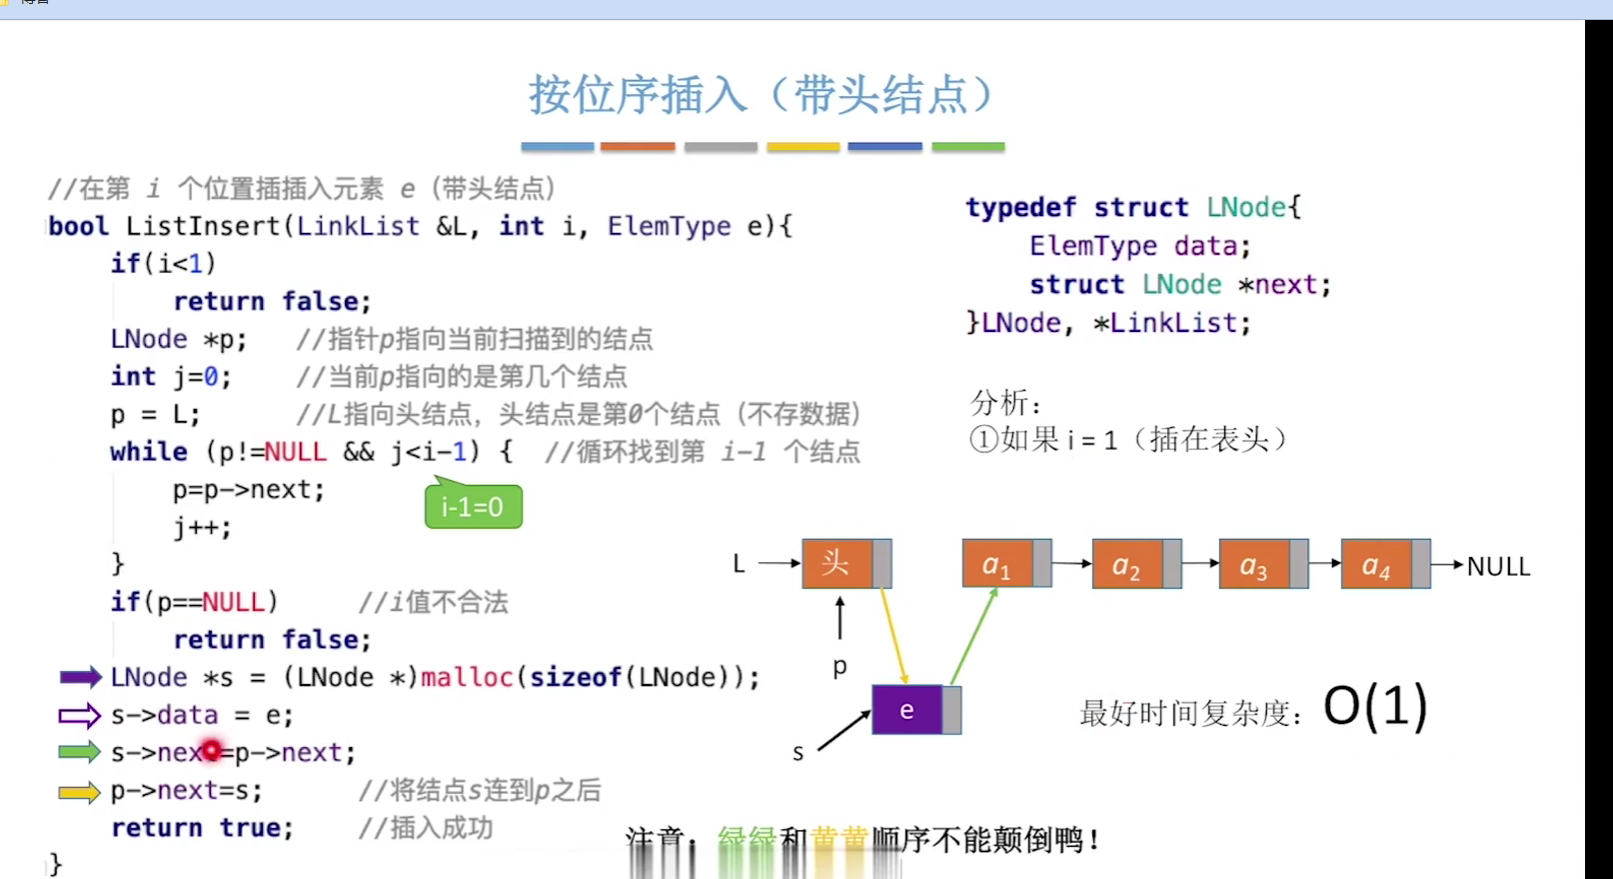 按位序插入（带头结点）
//在第 i 个位置插插入元素 e（带头结点）
bool ListInsert(LinkList &L, int i, ElemType e){
if(i<1)
return false;
LNode *p; //指针p指向当前扫描到的结点
int j=0; //当前p指向的是第几个结点
p = L; //L指向头结点，头结点是第0个结点（不存数据）
while (p!=NULL && j<i-1) { //循环找到第 i-1 个结点
p=p->next;
j++;
}
if(p==NULL) //i值不合法
return false;
LNode *s = (LNode *)malloc(sizeof(LNode));
s->data = e;
s->next=p->next;
p->next=s; //将结点s连到p之后
return true; //插入成功
}
i-1=0
typedef struct LNode{
ElemType data;
struct LNode *next;
}LNode, *LinkList;
分析：
①如果 i = 1（插在表头）
L 头 a1 a2 a3 a4 NULL
p
e
s
最好时间复杂度：O(1)
注意：绿绿和黄黄顺序不能颠倒鸭！